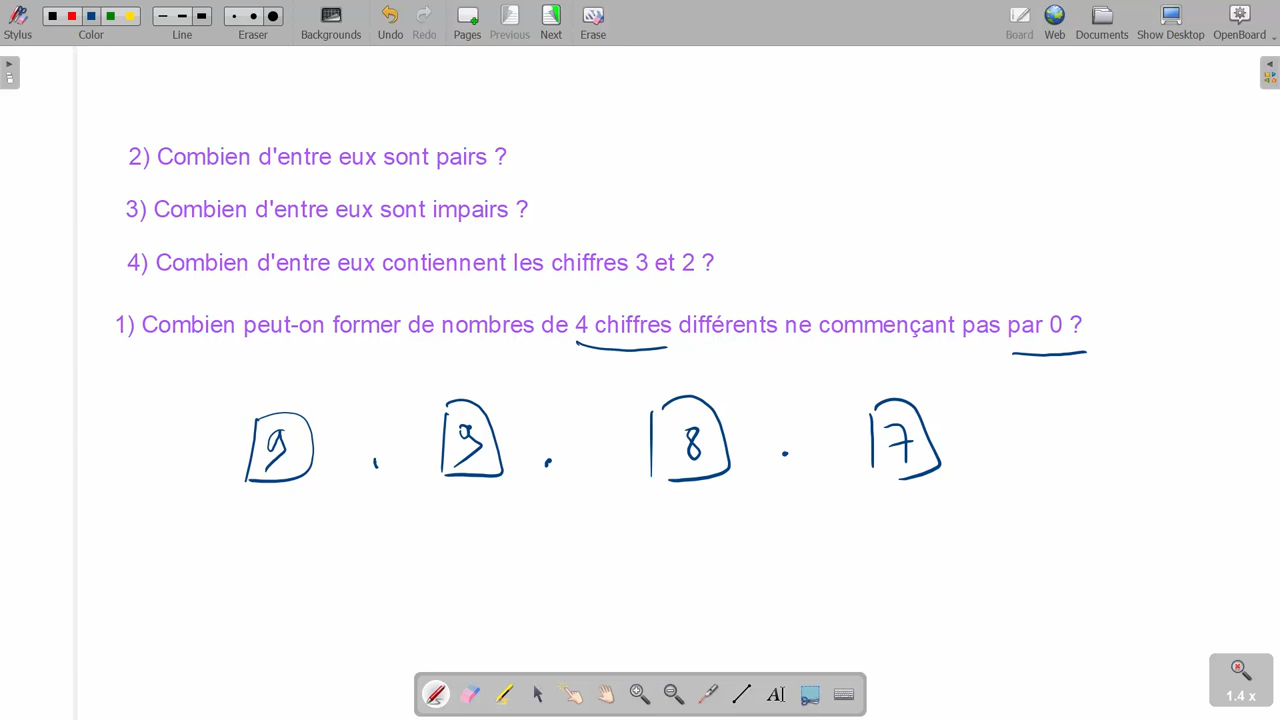 Stylus Color Line Eraser Backgrounds Undo Redo Pages Previous Next Erase Board Web Documents Show Desktop OpenBoard
2) Combien d'entre eux sont pairs ?
3) Combien d'entre eux sont impairs ?
4) Combien d'entre eux contiennent les chiffres 3 et 2 ?
1) Combien peut-on former de nombres de 4 chiffres différents ne commençant pas par 0 ?
9 . 9 . 8 . 7
1.4 x